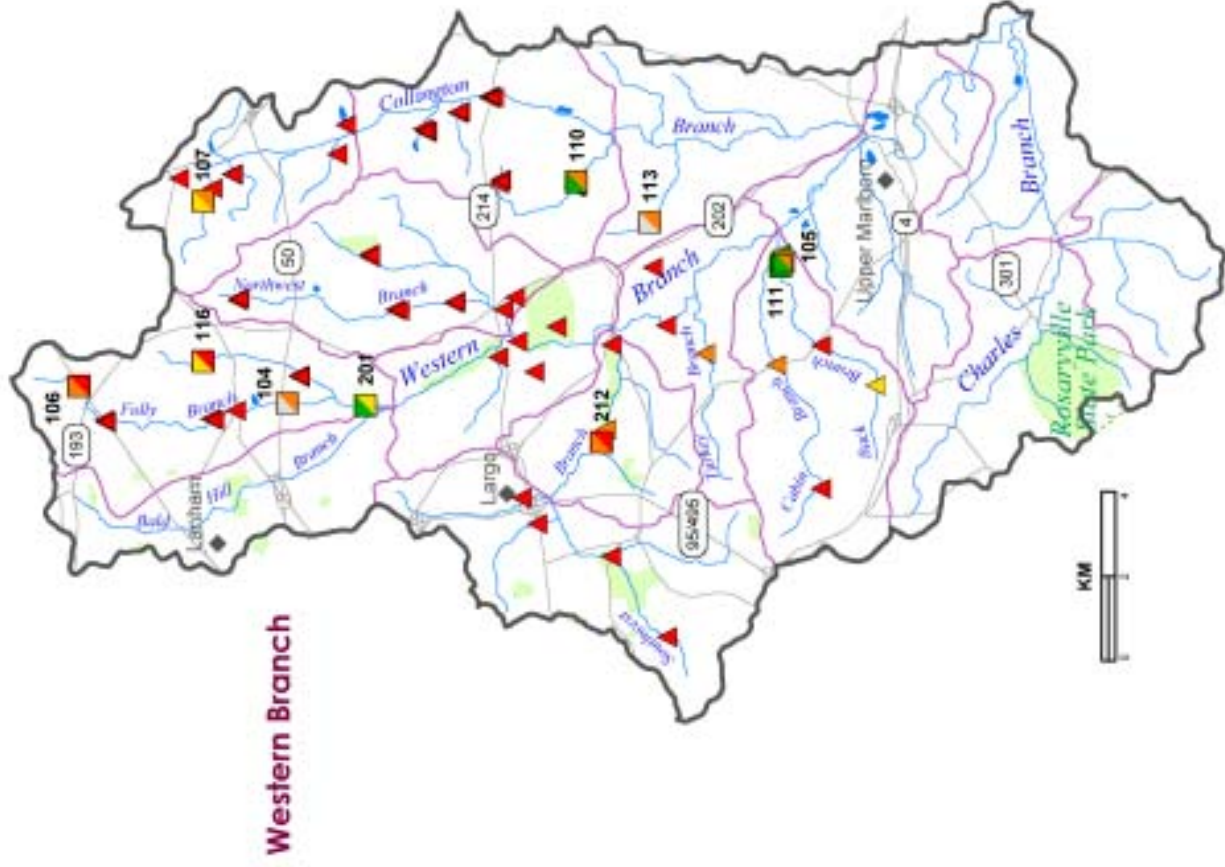 Western Branch
106
193
Folly
Branch
116
107
Collington
Branch
50
Northwest
Branch
104
201
Bald
Hill
Branch
Lanham
Western
Branch
214
110
113
202
Largo
Branch
212
95/495
Southwest
Turkey
Branch
111
105
Cabin
Branch
Back
Branch
Upper Marlboro
4
301
Charles
Branch
Rosaryville
State Park
KM
4